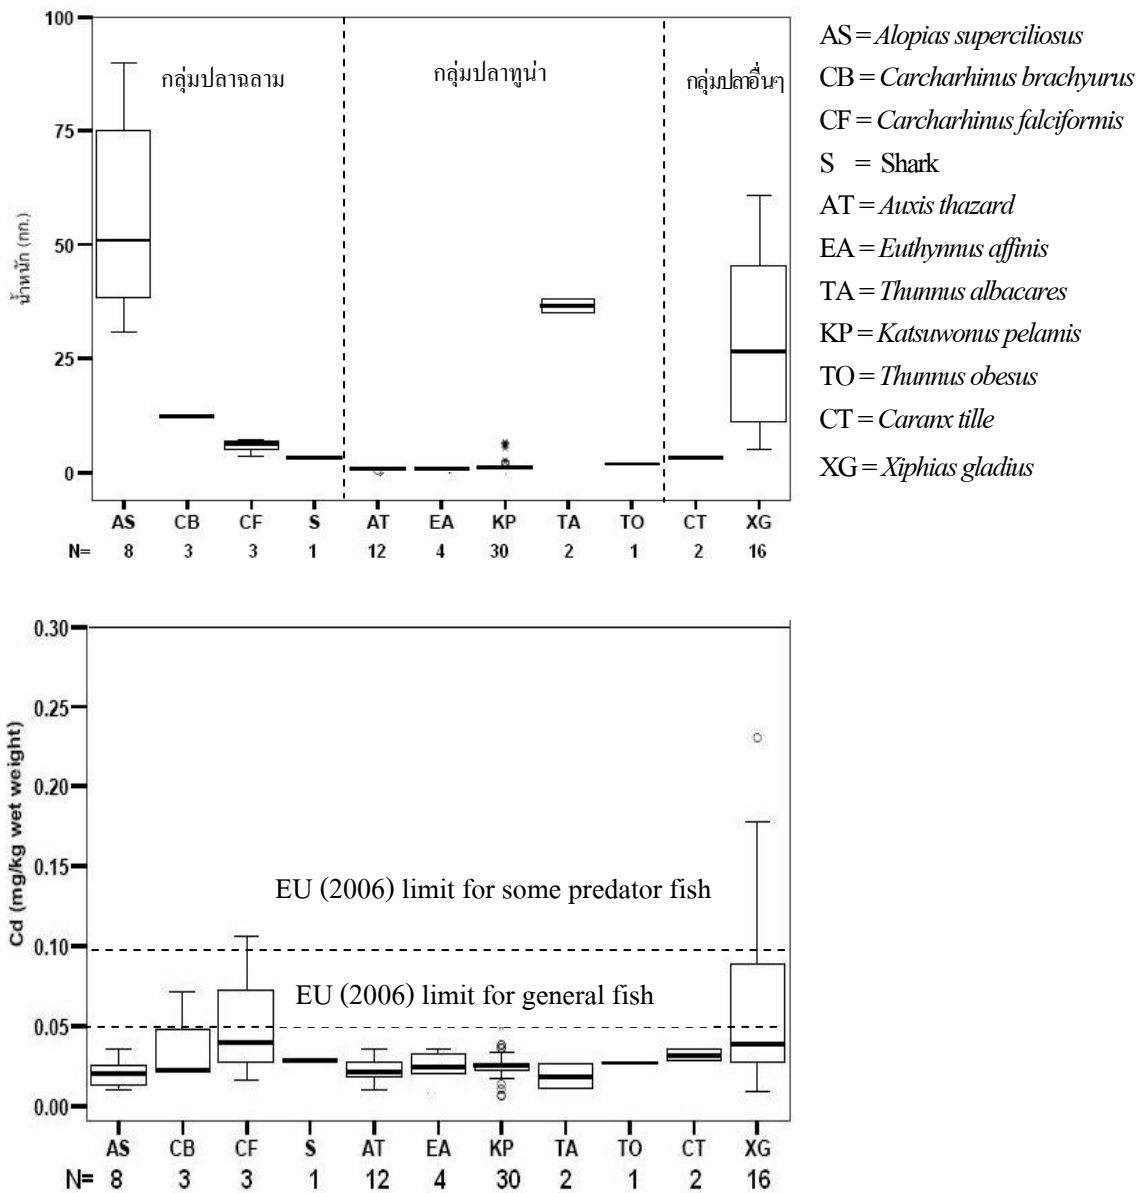 100
75
50
25
0
น้ำหนัก (กก.)
กลุ่มปลาฉลาม
กลุ่มปลาทูน่า
กลุ่มปลาอื่นๆ
AS CB CF S AT EA KP TA TO CT XG
N= 8 3 3 1 12 4 30 2 1 2 16
AS = Alopias superciliosus
CB = Carcharhinus brachyurus
CF = Carcharhinus falciformis
S = Shark
AT = Auxis thazard
EA = Euthynnus affinis
TA = Thunnus albacares
KP = Katsuwonus pelamis
TO = Thunnus obesus
CT = Caranx tille
XG = Xiphias gladius
0.30
0.25
0.20
0.15
0.10
0.05
0.00
Cd (mg/kg wet weight)
EU (2006) limit for some predator fish
EU (2006) limit for general fish
AS CB CF S AT EA KP TA TO CT XG
N= 8 3 3 1 12 4 30 2 1 2 16